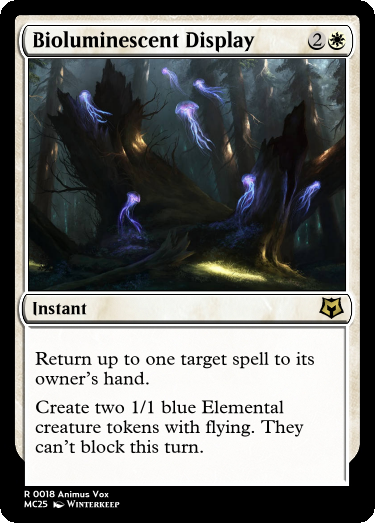 Bioluminescent Display 2
Instant
Return up to one target spell to its
owner's hand.
Create two 1/1 blue Elemental
creature tokens with flying. They
can't block this turn.
R 0018 Animus Vox
MC25 Winterkeep